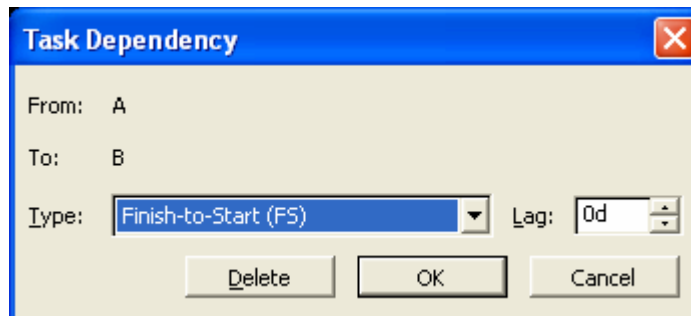 Task Dependency
From: A
To: B
Type: Finish-to-Start (FS) Lag: 0d
Delete OK Cancel